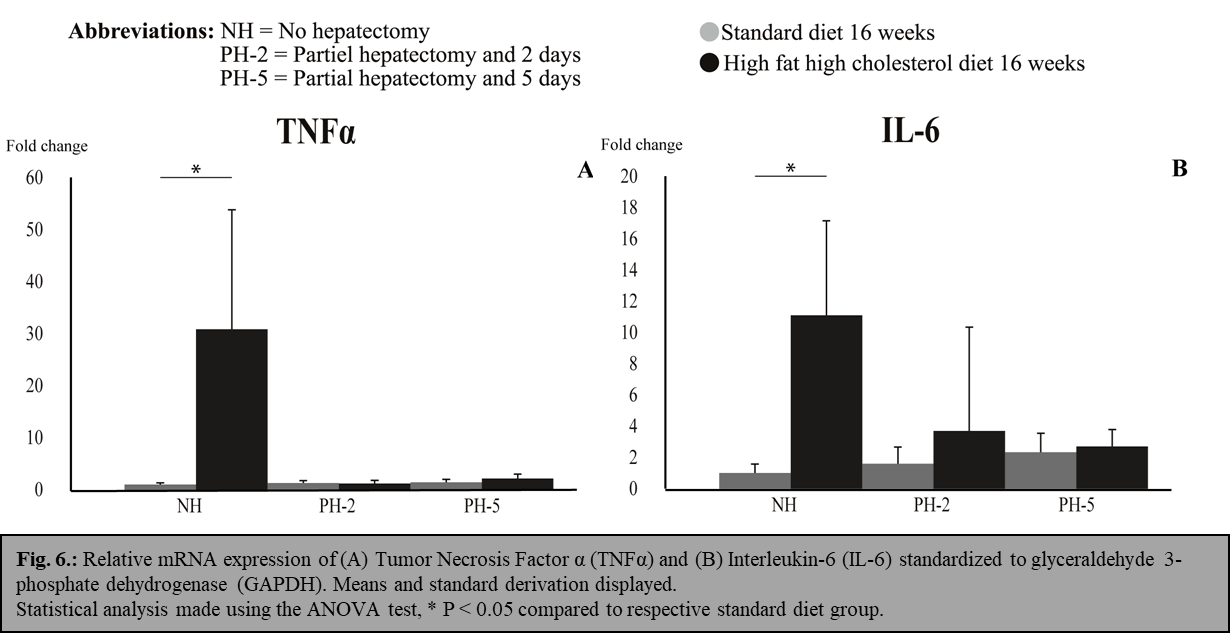 Abbreviations: NH = No hepatectomy
PH-2 = Partiel hepatectomy and 2 days
PH-5 = Partial hepatectomy and 5 days
Standard diet 16 weeks
High fat high cholesterol diet 16 weeks
TNFα
Fold change
A
*
60
50
40
30
20
10
0
NH
PH-2
PH-5
IL-6
Fold change
B
*
20
18
16
14
12
10
8
6
4
2
0
NH
PH-2
PH-5
Fig. 6.: Relative mRNA expression of (A) Tumor Necrosis Factor α (TNFα) and (B) Interleukin-6 (IL-6) standardized to glyceraldehyde 3-
phosphate dehydrogenase (GAPDH). Means and standard derivation displayed.
Statistical analysis made using the ANOVA test, * P < 0.05 compared to respective standard diet group.